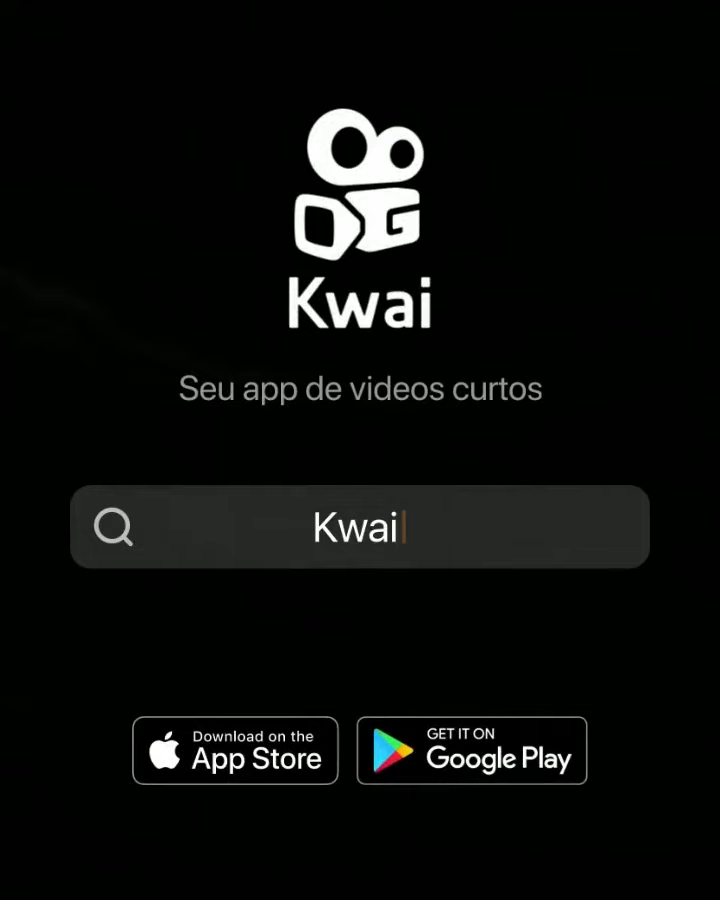 Kwai
Seu app de videos curtos
Kwai
Download on the
App Store
GET IT ON
Google Play